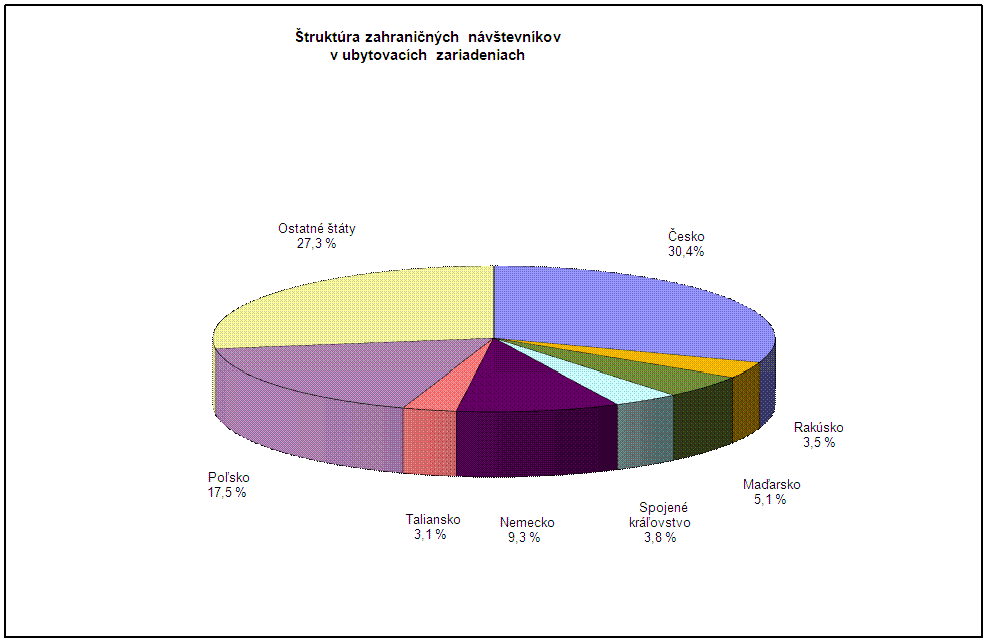 Štruktúra zahraničných návštevníkov
v ubytovacích zariadeniach
Ostatné štáty
27,3 %
Česko
30,4%
Rakúsko
3,5 %
Maďarsko
5,1 %
Spojené
kráľovstvo
3,8 %
Nemecko
9,3 %
Taliansko
3,1 %
Poľsko
17,5 %